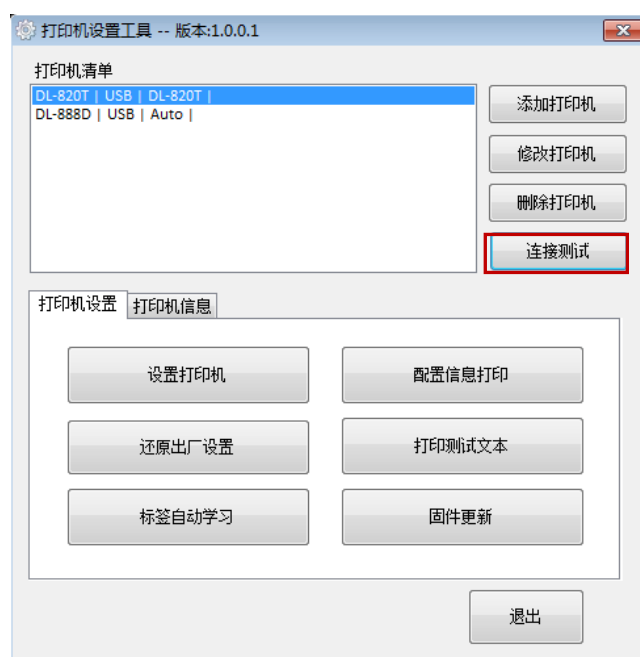 打印机设置工具 -- 版本:1.0.0.1
打印机清单
DL-820T | USB | DL-820T |
DL-888D | USB | Auto |
添加打印机
修改打印机
刪除打印机
连接测试
打印机设置
打印机信息
设置打印机
配置信息打印
还原出厂设置
打印测试文本
标签自动学习
固件更新
退出